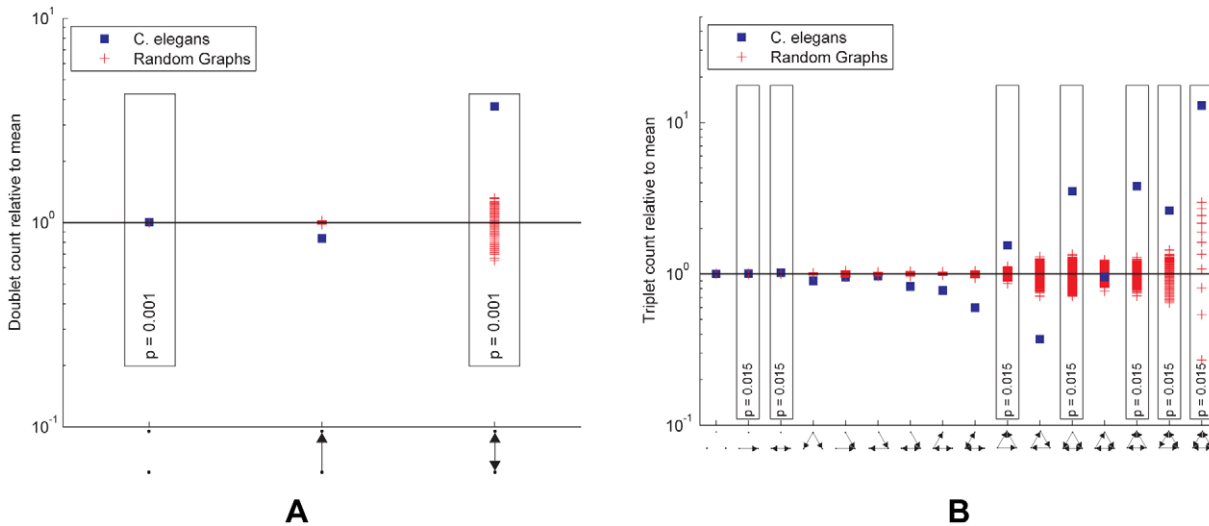 C. elegans
Random Graphs
Doublet count relative to mean
10^1
10^0
10^-1
p = 0.001
p = 0.001
A
C. elegans
Random Graphs
Triplet count relative to mean
10^1
10^0
10^-1
p = 0.015
p = 0.015
p = 0.015
p = 0.015
p = 0.015
p = 0.015
p = 0.015
B